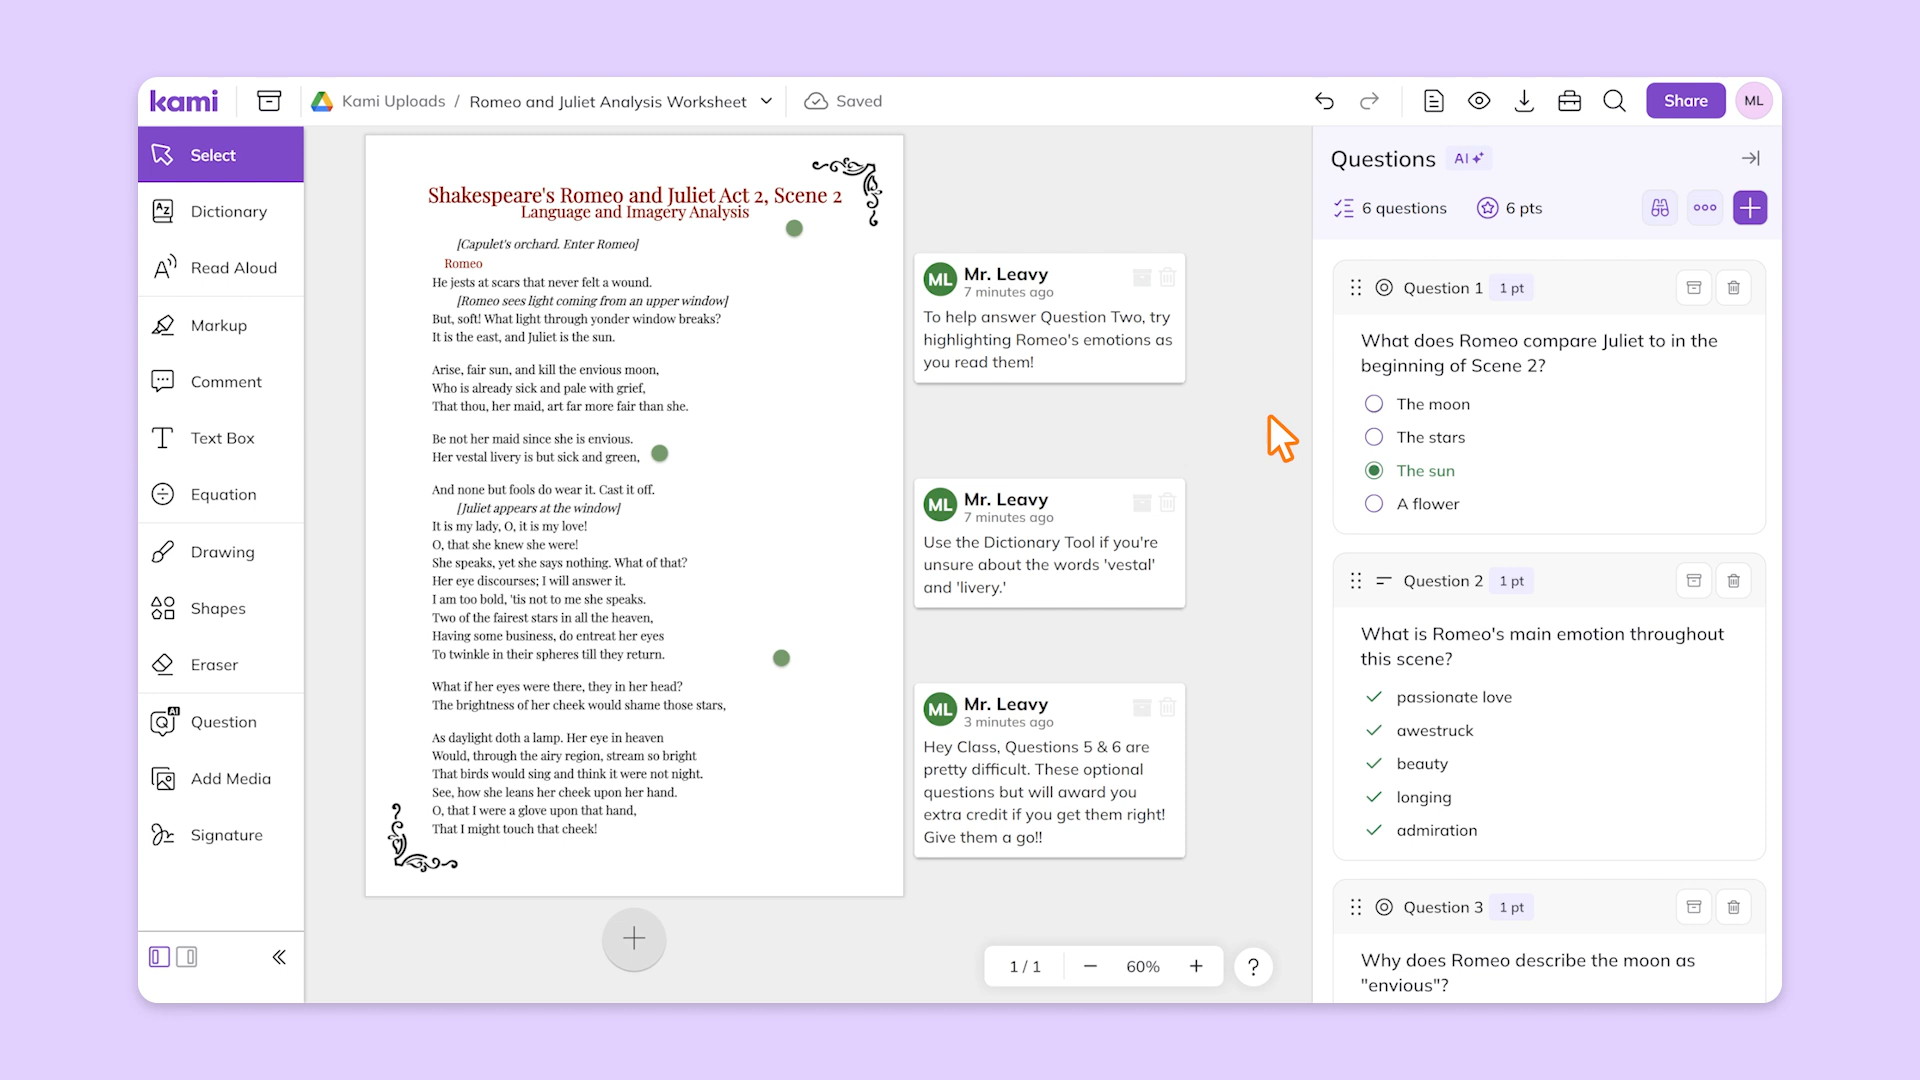 kami
Kami Uploads / Romeo and Juliet Analysis Worksheet
Saved
Share
ML
Select
Dictionary
Read Aloud
Markup
Comment
Text Box
Equation
Drawing
Shapes
Eraser
AI
Question
Add Media
Signature
Shakespeare's Romeo and Juliet Act 2, Scene 2
Language and Imagery Analysis
[Capulet's orchard. Enter Romeo]
Romeo
He jests at scars that never felt a wound.
[Romeo sees light coming from an upper window]
But, soft! What light through yonder window breaks?
It is the east, and Juliet is the sun.
Arise, fair sun, and kill the envious moon,
Who is already sick and pale with grief,
That thou, her maid, art far more fair than she.
Be not her maid since she is envious.
Her vestal livery is but sick and green,
And none but fools do wear it. Cast it off.
[Juliet appears at the window]
It is my lady, O, it is my love!
O, that she knew she were!
She speaks, yet she says nothing. What of that?
Her eye discourses; I will answer it.
I am too bold, 'tis not to me she speaks.
Two of the fairest stars in all the heaven,
Having some business, do entreat her eyes
To twinkle in their spheres till they return.
What if her eyes were there, they in her head?
The brightness of her cheek would shame those stars,
As daylight doth a lamp. Her eye in heaven
Would, through the airy region, stream so bright
That birds would sing and think it were not night.
See, how she leans her cheek upon her hand.
O, that I were a glove upon that hand,
That I might touch that cheek!
ML
Mr. Leavy
7 minutes ago
To help answer Question Two, try
highlighting Romeo's emotions as
you read them!
ML
Mr. Leavy
7 minutes ago
Use the Dictionary Tool if you're
unsure about the words 'vestal'
and 'livery.'
ML
Mr. Leavy
3 minutes ago
Hey Class, Questions 5 & 6 are
pretty difficult. These optional
questions but will award you
extra credit if you get them right!
Give them a go!!
1 / 1
60%
?
Questions AI
6 questions
6 pts
Question 1 1 pt
What does Romeo compare Juliet to in the
beginning of Scene 2?
The moon
The stars
The sun
A flower
Question 2 1 pt
What is Romeo's main emotion throughout
this scene?
passionate love
awestruck
beauty
longing
admiration
Question 3 1 pt
Why does Romeo describe the moon as
"envious"?